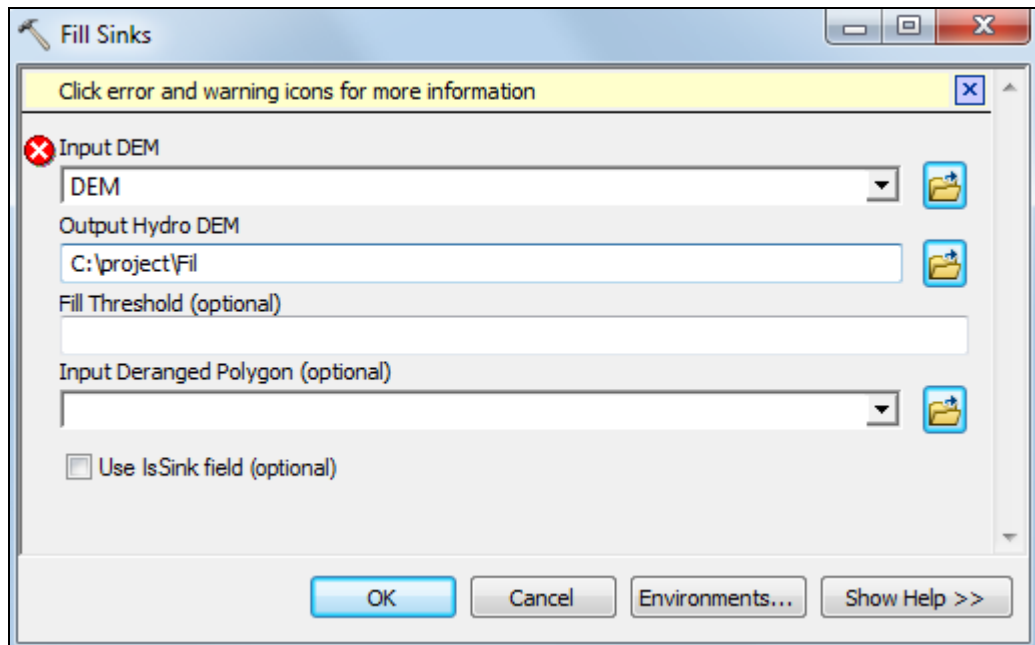 Fill Sinks
Click error and warning icons for more information
Input DEM
DEM
Output Hydro DEM
C:\project\Fil
Fill Threshold (optional)
Input Deranged Polygon (optional)
Use IsSink field (optional)
OK Cancel Environments... Show Help >>